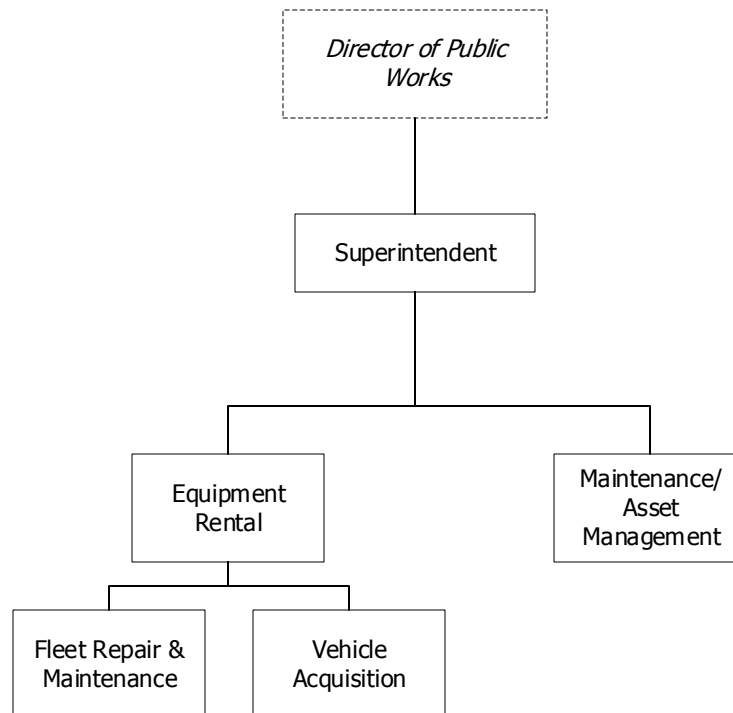 Director of Public
Works
Superintendent
Equipment
Rental
Maintenance/
Asset
Management
Fleet Repair &
Maintenance
Vehicle
Acquisition